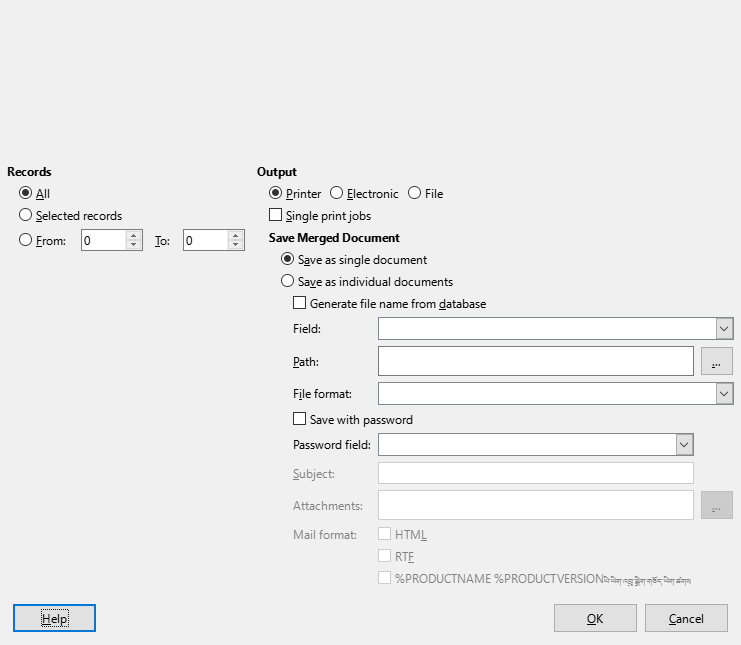 Records
All
Selected records
From: 0 To: 0
Output
Printer Electronic File
Single print jobs
Save Merged Document
Save as single document
Save as individual documents
Generate file name from database
Field:
Path: ...
File format:
Save with password
Password field:
Subject:
Attachments: ...
Mail format: HTML
RTF
%PRODUCTNAME %PRODUCTVERSION
Help OK Cancel